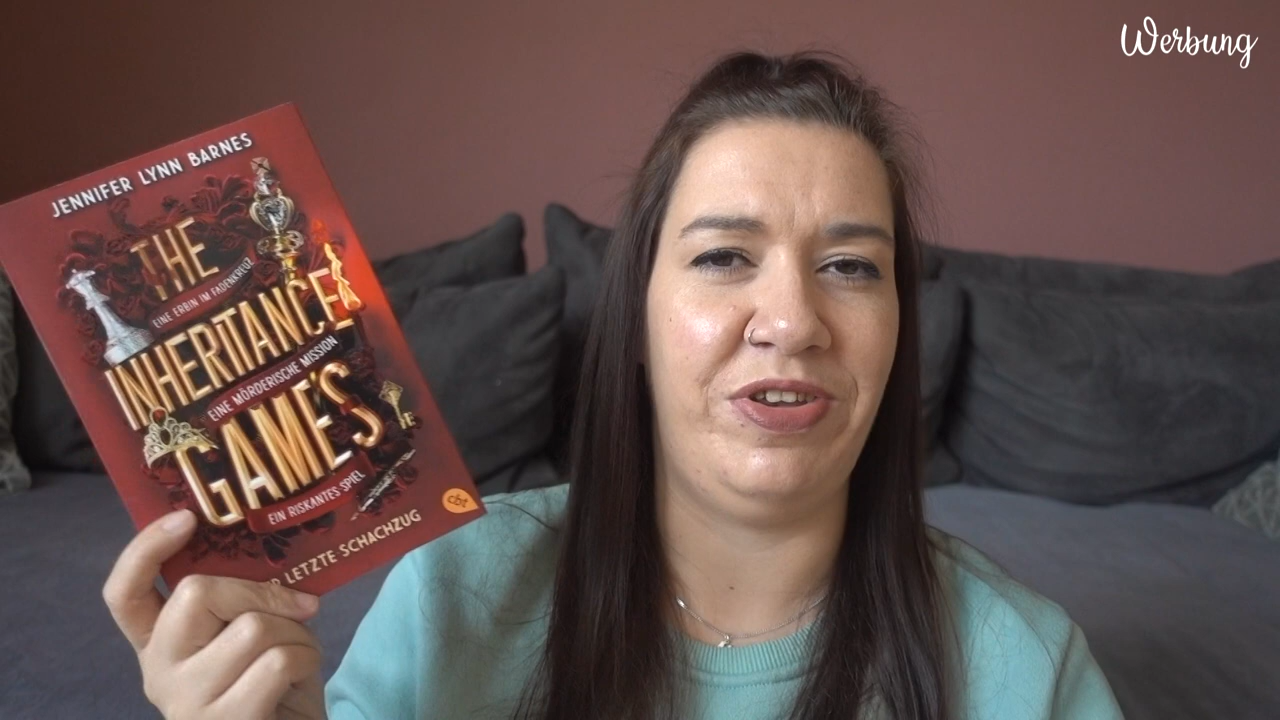 Werbung
JENNIFER LYNN BARNES
THE
EINE ERBIN IM FADENKREUZ
INHERITANCE
EINE MÖRDERISCHE MISSION
GAMES
EIN RISKANTES SPIEL
cbt
LETZTE SCHACHZUG